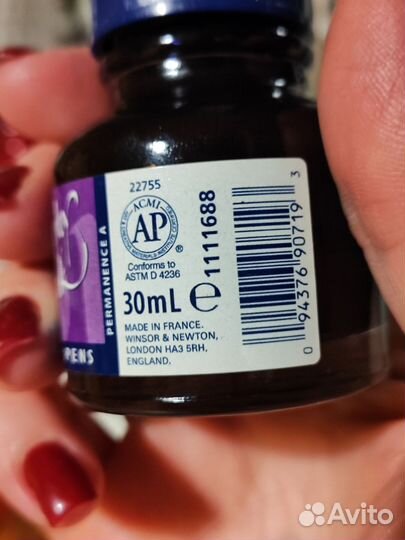 22755
ACMI
AP
®
Conforms to
ASTM D 4236
30mL e
MADE IN FRANCE.
WINSOR & NEWTON,
LONDON HA3 5RH,
ENGLAND.
1111688
0 94376 90719 3
PERMANENCE A
PENS
Avito